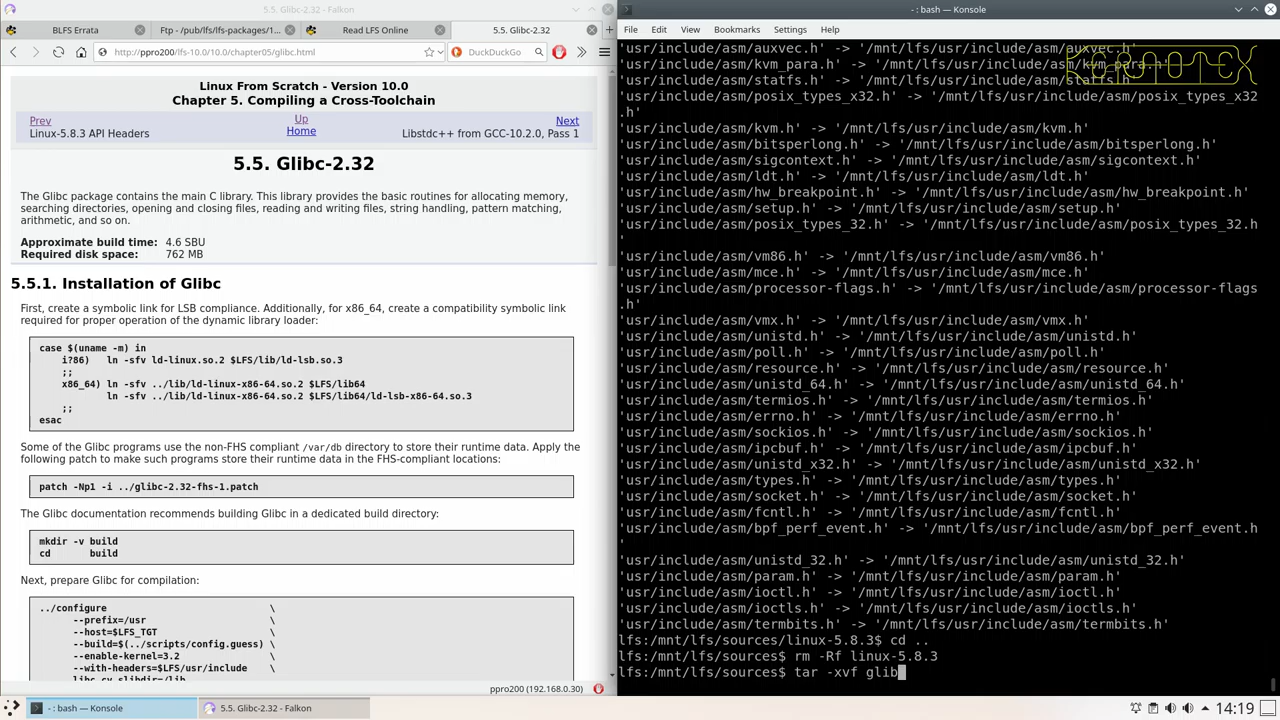 5.5. Glibc-2.32 - Falkon
BLFS Errata
Ftp - /pub/lfs/lfs-packages/1...
Read LFS Online
5.5. Glibc-2.32
http://ppro200/lfs-10.0/10.0/chapter05/glibc.html
DuckDuckGo
Linux From Scratch - Version 10.0
Chapter 5. Compiling a Cross-Toolchain
Prev
Up
Next
Linux-5.8.3 API Headers
Home
Libstdc++ from GCC-10.2.0, Pass 1
5.5. Glibc-2.32
The Glibc package contains the main C library. This library provides the basic routines for allocating memory,
searching directories, opening and closing files, reading and writing files, string handling, pattern matching,
arithmetic, and so on.
Approximate build time: 4.6 SBU
Required disk space: 762 MB
5.5.1. Installation of Glibc
First, create a symbolic link for LSB compliance. Additionally, for x86_64, create a compatibility symbolic link
required for proper operation of the dynamic library loader:
case $(uname -m) in
i?86) ln -sfv ld-linux.so.2 $LFS/lib/ld-lsb.so.3
;;
x86_64) ln -sfv ../lib/ld-linux-x86-64.so.2 $LFS/lib64
ln -sfv ../lib/ld-linux-x86-64.so.2 $LFS/lib64/ld-lsb-x86-64.so.3
;;
esac
Some of the Glibc programs use the non-FHS compliant /var/db directory to store their runtime data. Apply the
following patch to make such programs store their runtime data in the FHS-compliant locations:
patch -Np1 -i ../glibc-2.32-fhs-1.patch
The Glibc documentation recommends building Glibc in a dedicated build directory:
mkdir -v build
cd build
Next, prepare Glibc for compilation:
../configure \
--prefix=/usr \
--host=$LFS_TGT \
--build=$(../scripts/config.guess) \
--enable-kernel=3.2 \
--with-headers=$LFS/usr/include \
ppro200 (192.168.0.30)
- : bash — Konsole
File Edit View Bookmarks Settings Help
'usr/include/asm/auxvec.h' -> '/mnt/lfs/usr/include/asm/auxvec.h'
'usr/include/asm/kvm_para.h' -> '/mnt/lfs/usr/include/asm/kvm_para.h'
'usr/include/asm/statfs.h' -> '/mnt/lfs/usr/include/asm/statfs.h'
'usr/include/asm/posix_types_x32.h' -> '/mnt/lfs/usr/include/asm/posix_types_x32
.h'
'usr/include/asm/kvm.h' -> '/mnt/lfs/usr/include/asm/kvm.h'
'usr/include/asm/bitsperlong.h' -> '/mnt/lfs/usr/include/asm/bitsperlong.h'
'usr/include/asm/sigcontext.h' -> '/mnt/lfs/usr/include/asm/sigcontext.h'
'usr/include/asm/ldt.h' -> '/mnt/lfs/usr/include/asm/ldt.h'
'usr/include/asm/hw_breakpoint.h' -> '/mnt/lfs/usr/include/asm/hw_breakpoint.h'
'usr/include/asm/setup.h' -> '/mnt/lfs/usr/include/asm/setup.h'
'usr/include/asm/posix_types_32.h' -> '/mnt/lfs/usr/include/asm/posix_types_32.h
'
'usr/include/asm/vm86.h' -> '/mnt/lfs/usr/include/asm/vm86.h'
'usr/include/asm/mce.h' -> '/mnt/lfs/usr/include/asm/mce.h'
'usr/include/asm/processor-flags.h' -> '/mnt/lfs/usr/include/asm/processor-flags
.h'
'usr/include/asm/vmx.h' -> '/mnt/lfs/usr/include/asm/vmx.h'
'usr/include/asm/unistd.h' -> '/mnt/lfs/usr/include/asm/unistd.h'
'usr/include/asm/poll.h' -> '/mnt/lfs/usr/include/asm/poll.h'
'usr/include/asm/resource.h' -> '/mnt/lfs/usr/include/asm/resource.h'
'usr/include/asm/unistd_64.h' -> '/mnt/lfs/usr/include/asm/unistd_64.h'
'usr/include/asm/termios.h' -> '/mnt/lfs/usr/include/asm/termios.h'
'usr/include/asm/errno.h' -> '/mnt/lfs/usr/include/asm/errno.h'
'usr/include/asm/sockios.h' -> '/mnt/lfs/usr/include/asm/sockios.h'
'usr/include/asm/ipcbuf.h' -> '/mnt/lfs/usr/include/asm/ipcbuf.h'
'usr/include/asm/unistd_x32.h' -> '/mnt/lfs/usr/include/asm/unistd_x32.h'
'usr/include/asm/types.h' -> '/mnt/lfs/usr/include/asm/types.h'
'usr/include/asm/socket.h' -> '/mnt/lfs/usr/include/asm/socket.h'
'usr/include/asm/fcntl.h' -> '/mnt/lfs/usr/include/asm/fcntl.h'
'usr/include/asm/bpf_perf_event.h' -> '/mnt/lfs/usr/include/asm/bpf_perf_event.h
'
'usr/include/asm/unistd_32.h' -> '/mnt/lfs/usr/include/asm/unistd_32.h'
'usr/include/asm/param.h' -> '/mnt/lfs/usr/include/asm/param.h'
'usr/include/asm/ioctl.h' -> '/mnt/lfs/usr/include/asm/ioctl.h'
'usr/include/asm/ioctls.h' -> '/mnt/lfs/usr/include/asm/ioctls.h'
'usr/include/asm/termbits.h' -> '/mnt/lfs/usr/include/asm/termbits.h'
lfs:/mnt/lfs/sources/linux-5.8.3$ cd ..
lfs:/mnt/lfs/sources$ rm -Rf linux-5.8.3
lfs:/mnt/lfs/sources$ tar -xvf glib
- : bash — Konsole
5.5. Glibc-2.32 - Falkon
14:19